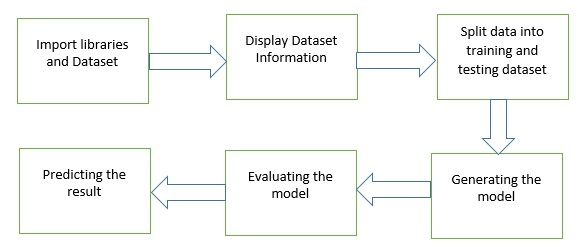 Import libraries
and Dataset
Display Dataset
Information
Split data into
training and
testing dataset
Generating the
model
Evaluating the
model
Predicting the
result